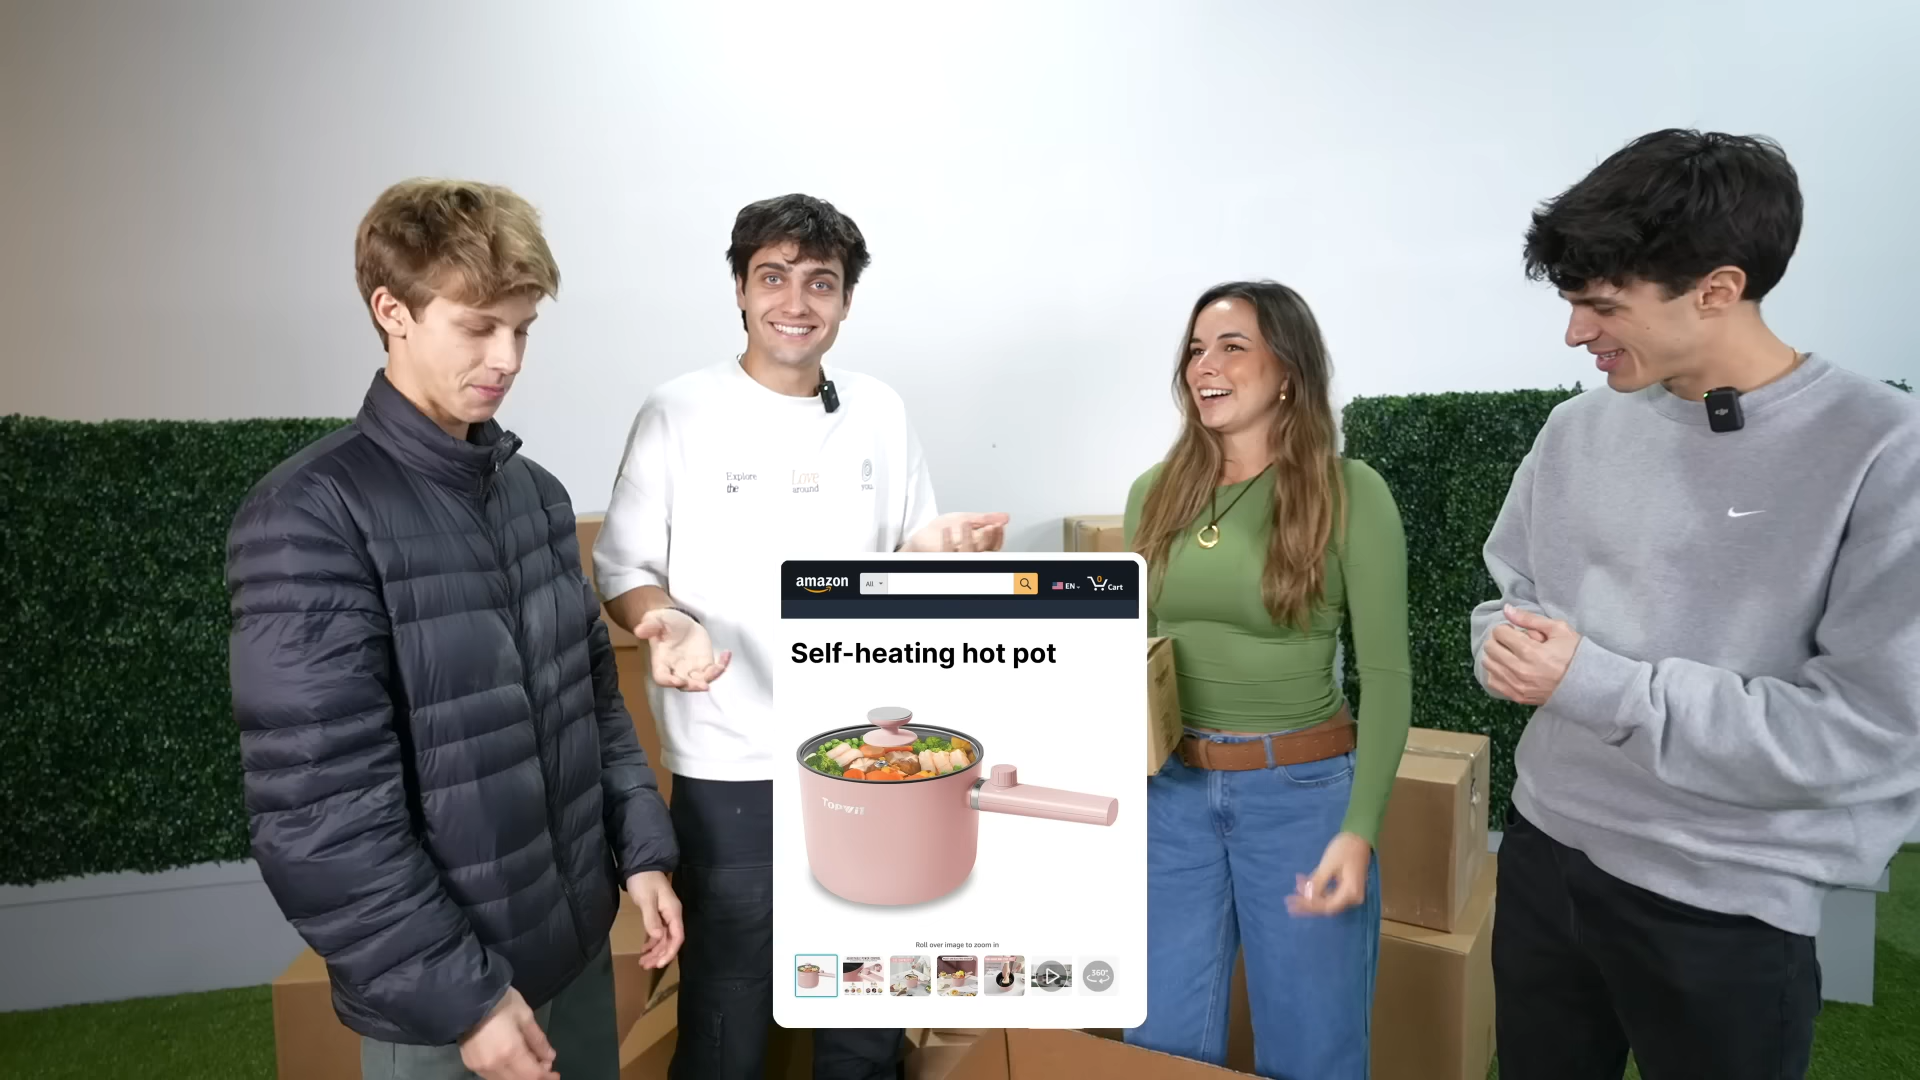 Explore
the
Love
around
YOU
amazon
All
EN
0
Cart
Self-heating hot pot
Roll over image to zoom in
360°